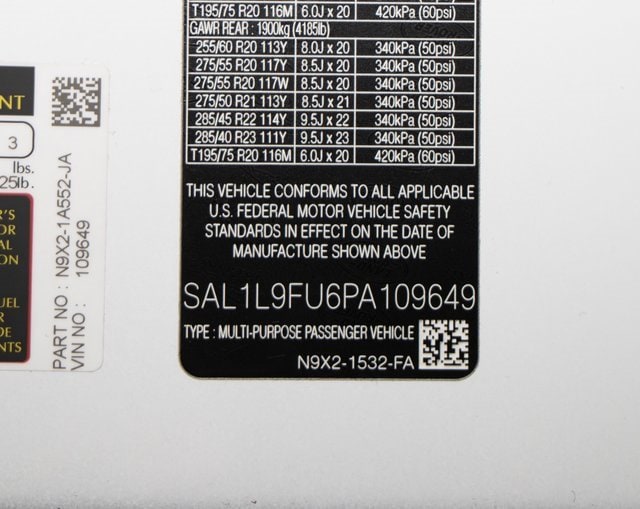 T195/75 R20 116M 6.0J x 20 420kPa (60psi)
GAWR REAR : 1900kg (4185lb)
255/60 R20 113Y 8.0J x 20 340kPa (50psi)
275/55 R20 117Y 8.5J x 20 340kPa (50psi)
275/55 R20 117W 8.5J x 20 340kPa (50psi)
275/50 R21 113Y 8.5J x 21 340kPa (50psi)
285/45 R22 114Y 9.5J x 22 340kPa (50psi)
285/40 R23 111Y 9.5J x 23 340kPa (50psi)
T195/75 R20 116M 6.0J x 20 420kPa (60psi)
THIS VEHICLE CONFORMS TO ALL APPLICABLE
U.S. FEDERAL MOTOR VEHICLE SAFETY
STANDARDS IN EFFECT ON THE DATE OF
MANUFACTURE SHOWN ABOVE
SAL1L9FU6PA109649
TYPE : MULTI-PURPOSE PASSENGER VEHICLE
N9X2-1532-FA
NT
3
lbs.
25lb.
R'S
OR
AL
ON
UEL
R
DE
NTS
PART NO : N9X2-1A552-JA
VIN NO : 109649